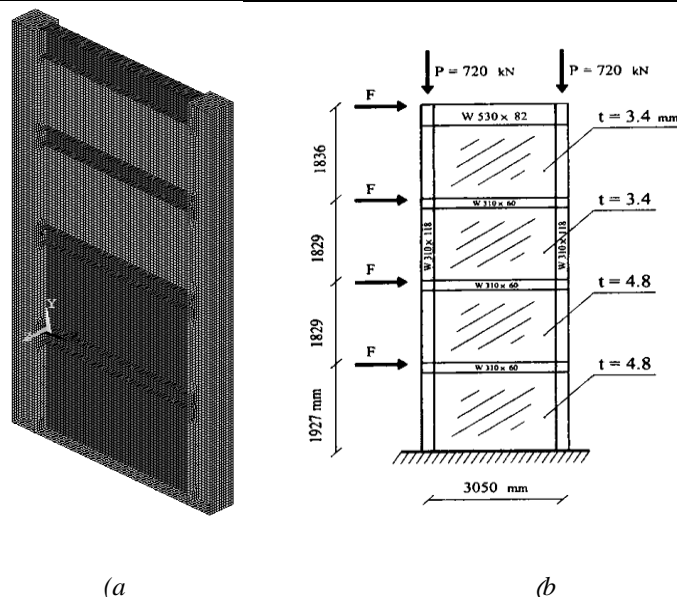 P = 720 kN
P = 720 kN
F
W 530 x 82
t = 3.4 mm
1836
F
W 310 x 60
t = 3.4
W 310 x 118
W 310 x 118
1829
F
W 310 x 60
t = 4.8
1829
F
W 310 x 60
t = 4.8
1927 mm
3050 mm
Y
(a
(b